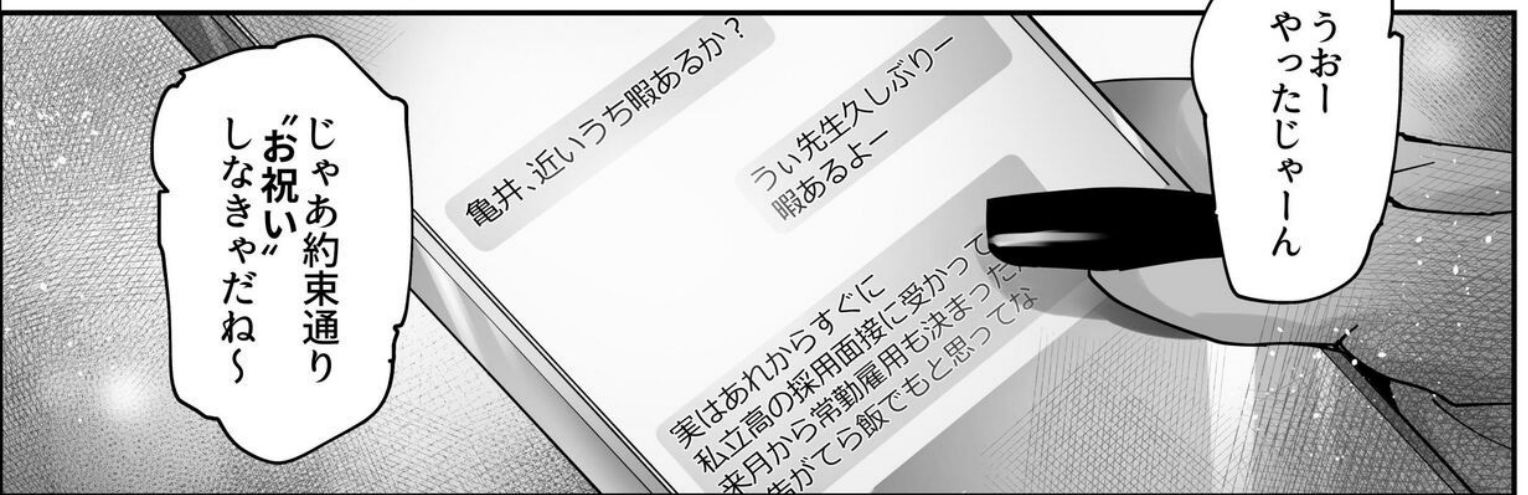 うおー
やったじゃーん
亀井、近いうち暇あるか？
うぃ先生久しぶりー
暇あるよー
実はあれからすぐに
私立高の採用面接に受かって
来月から常勤雇用も決まった
告がてら飯でもと思ってな
じゃあ約束通り
〝お祝い〟
しなきゃだね～